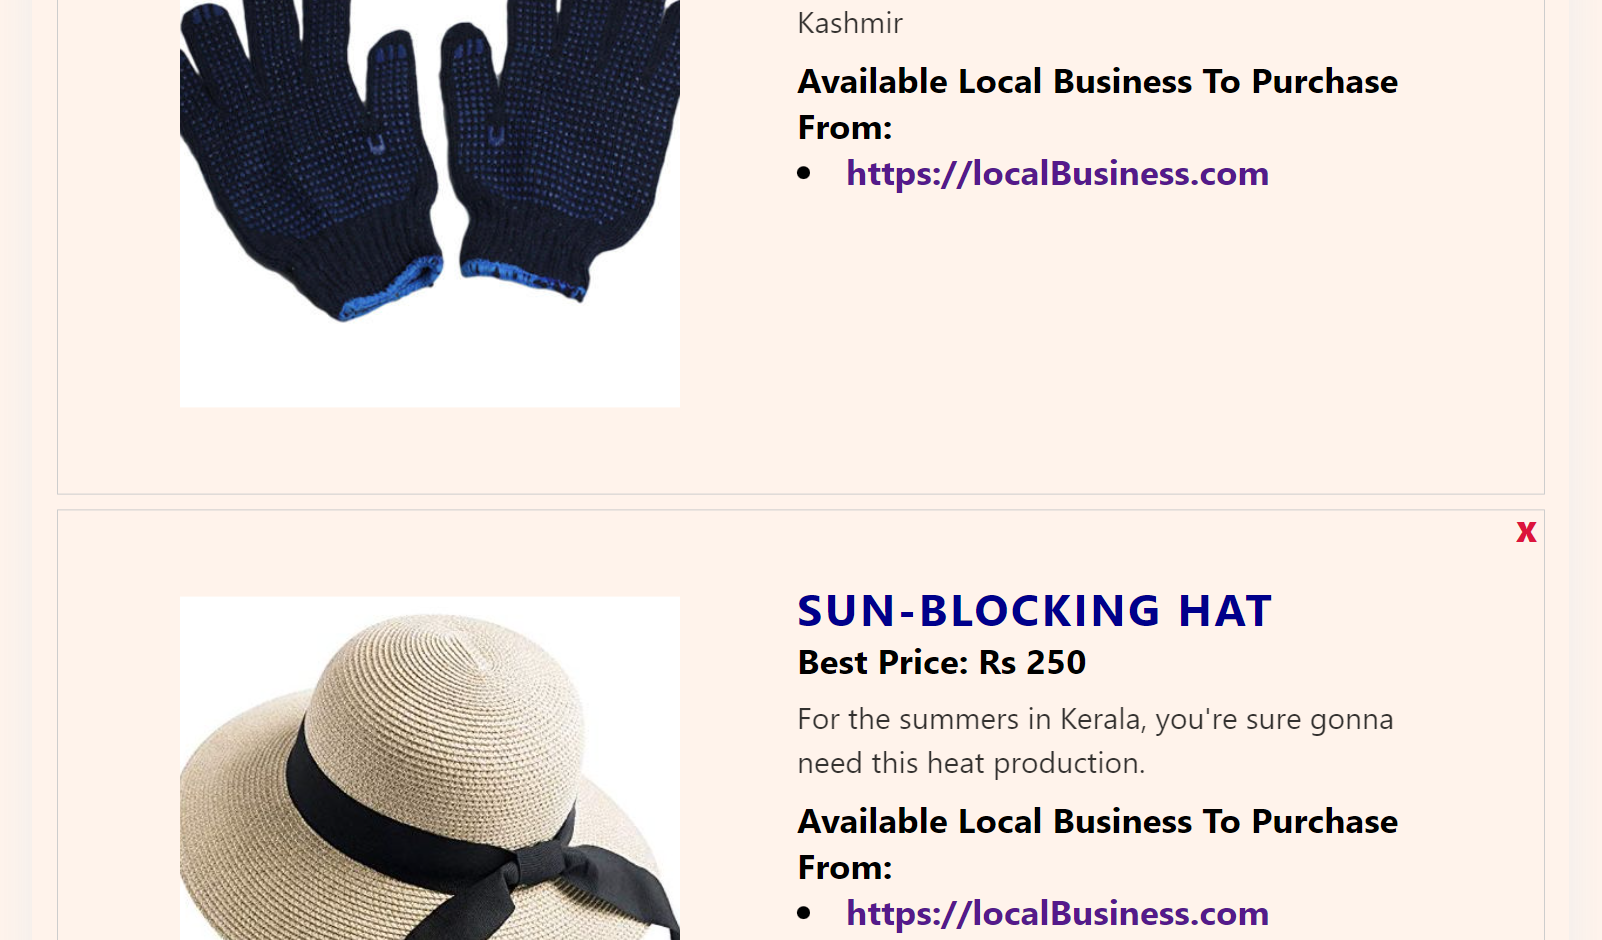 Kashmir
Available Local Business To Purchase
From:
• https://localBusiness.com
X
SUN-BLOCKING HAT
Best Price: Rs 250
For the summers in Kerala, you're sure gonna
need this heat production.
Available Local Business To Purchase
From:
• https://localBusiness.com